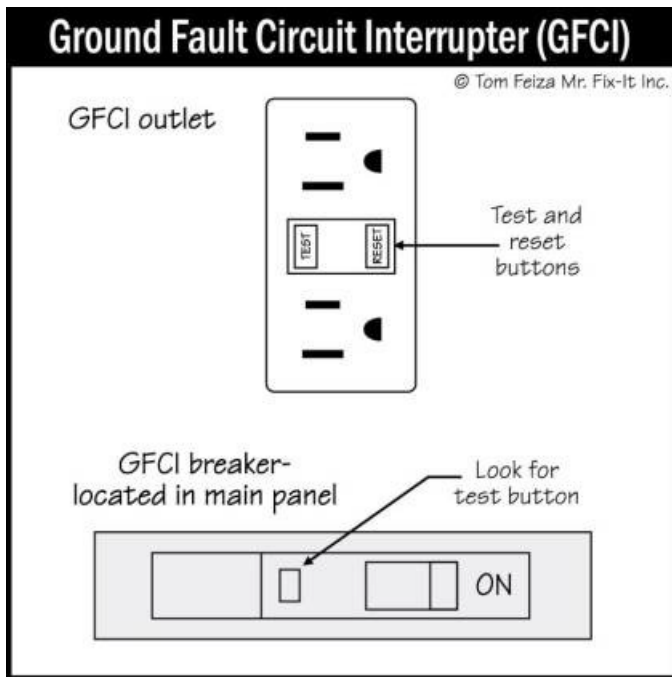 Ground Fault Circuit Interrupter (GFCI)
© Tom Feiza Mr. Fix-It Inc.
GFCI outlet
TEST
RESET
Test and
reset
buttons
GFCI breaker-
located in main panel
Look for
test button
ON